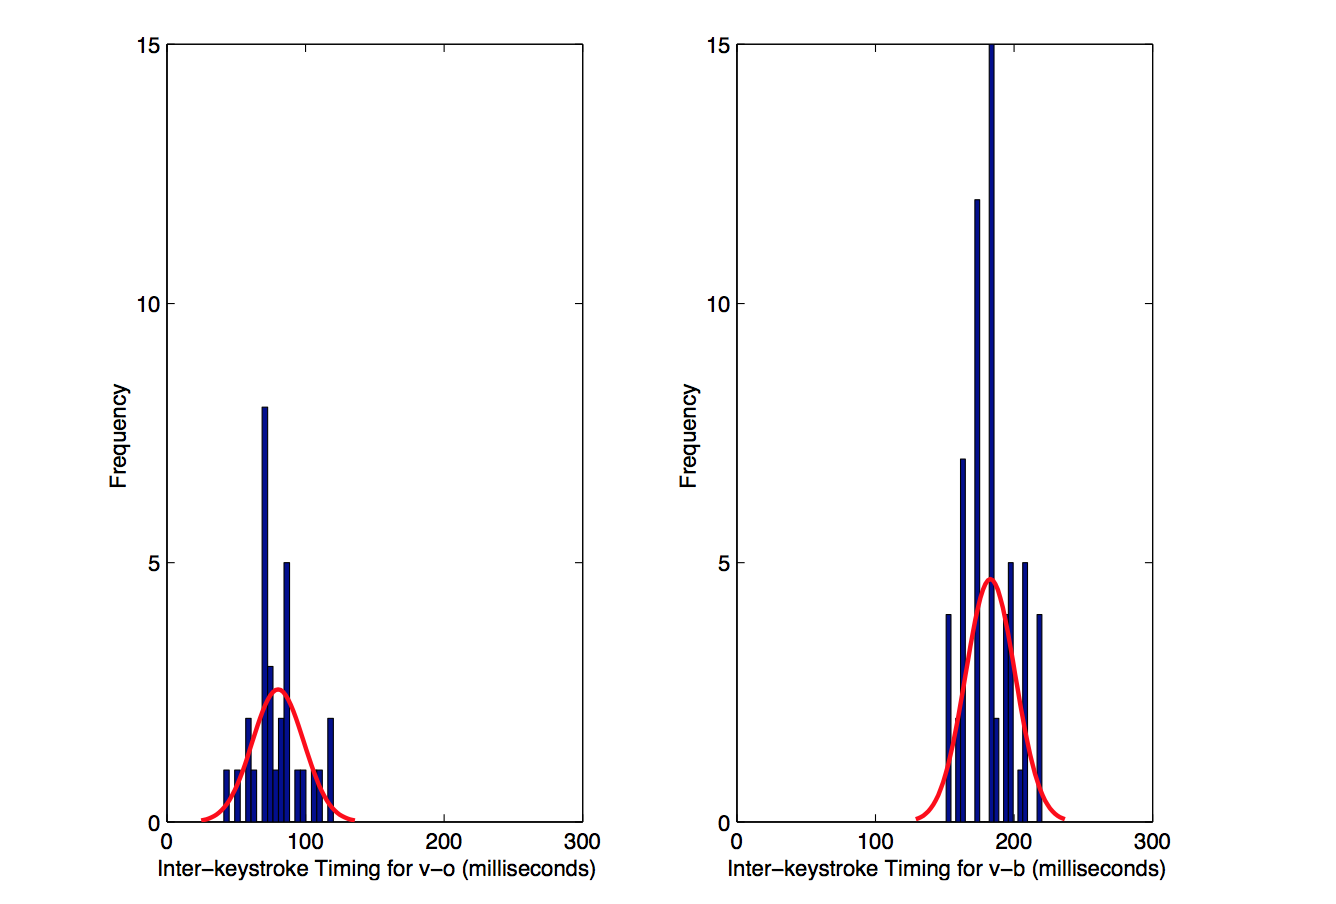 15
10
5
0
Frequency
0 100 200 300
Inter-keystroke Timing for v-o (milliseconds)
15
10
5
0
Frequency
0 100 200 300
Inter-keystroke Timing for v-b (milliseconds)